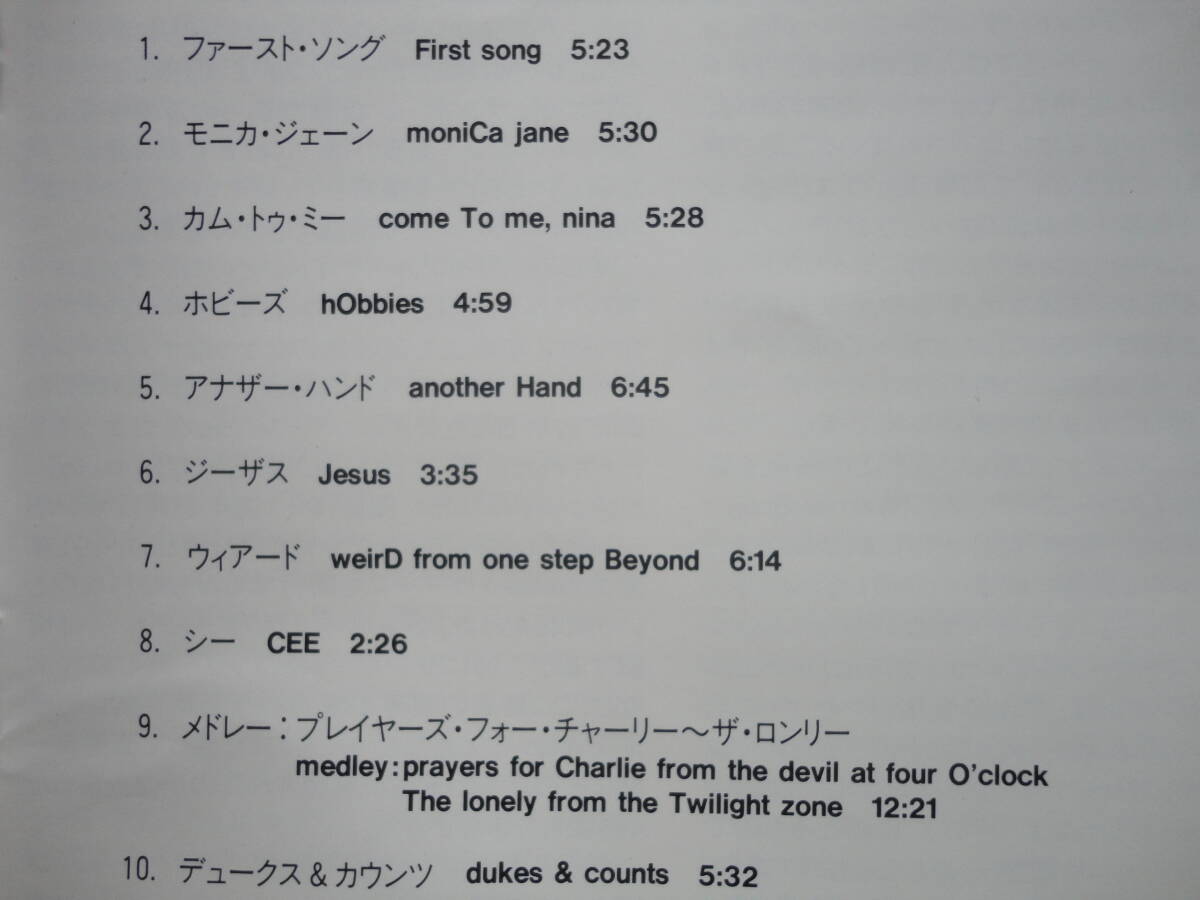 1. ファースト・ソング First song 5:23
2. モニカ・ジェーン moniCa jane 5:30
3. カム・トゥ・ミー come To me, nina 5:28
4. ホビーズ hObbies 4:59
5. アナザー・ハンド another Hand 6:45
6. ジーザス Jesus 3:35
7. ウィアード weirD from one step Beyond 6:14
8. シー CEE 2:26
9. メドレー：プレイヤーズ・フォー・チャーリー〜ザ・ロンリー
medley:prayers for Charlie from the devil at four O'clock
The lonely from the Twilight zone 12:21
10. デュークス&カウンツ dukes & counts 5:32